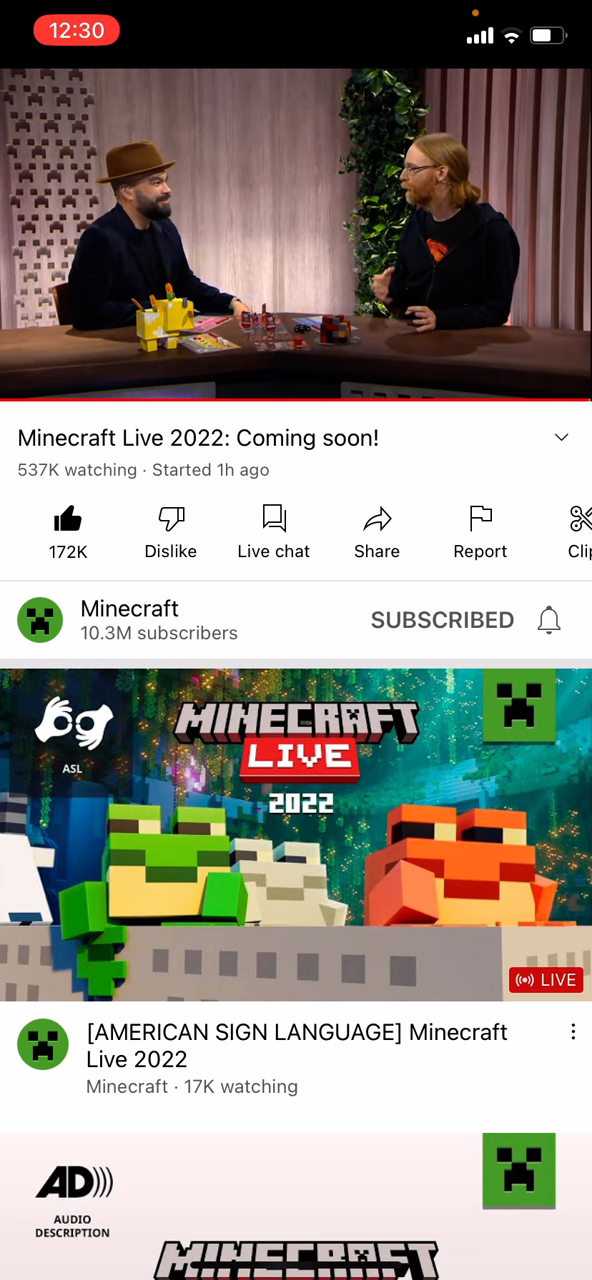 12:30
Minecraft Live 2022: Coming soon!
537K watching · Started 1h ago
172K
Dislike
Live chat
Share
Report
Clip
Minecraft
10.3M subscribers
SUBSCRIBED
ASL
MINECRAFT
LIVE
2022
LIVE
[AMERICAN SIGN LANGUAGE] Minecraft
Live 2022
Minecraft · 17K watching
AD
AUDIO
DESCRIPTION
MINECRAFT